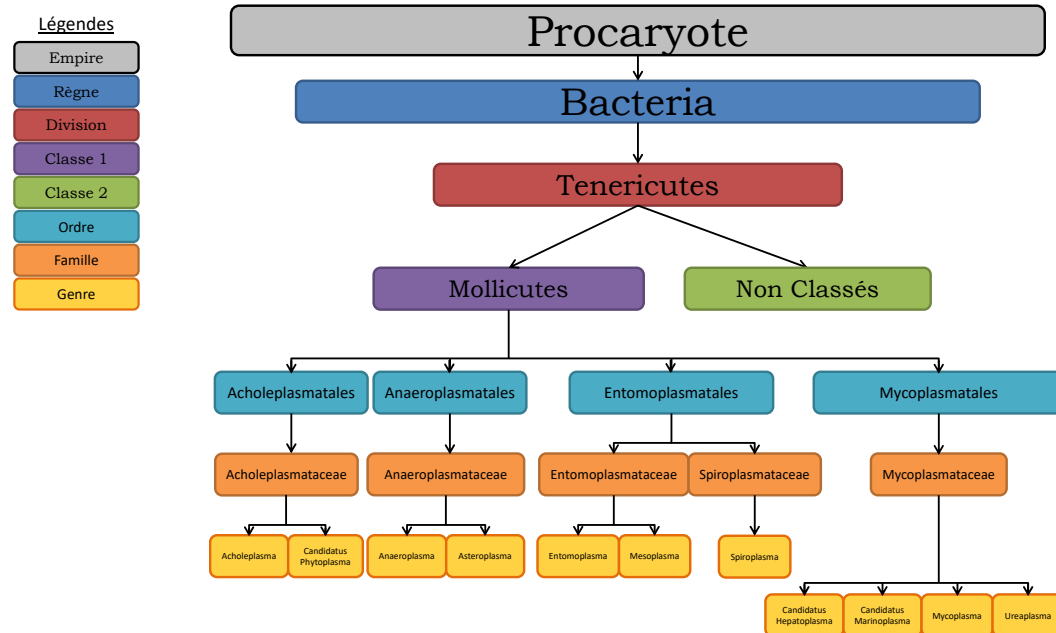 Légendes
Empire
Règne
Division
Classe 1
Classe 2
Ordre
Famille
Genre
Procaryote
Bacteria
Tenericutes
Mollicutes
Non Classés
Acholeplasmatales
Anaeroplasmatales
Entomoplasmatales
Mycoplasmatales
Acholeplasmataceae
Anaeroplasmataceae
Entomoplasmataceae
Spiroplasmataceae
Mycoplasmataceae
Acholeplasma
Candidatus
Phytoplasma
Anaeroplasma
Asteroplasma
Entomoplasma
Mesoplasma
Spiroplasma
Candidatus
Hepatoplasma
Candidatus
Marinoplasma
Mycoplasma
Ureaplasma